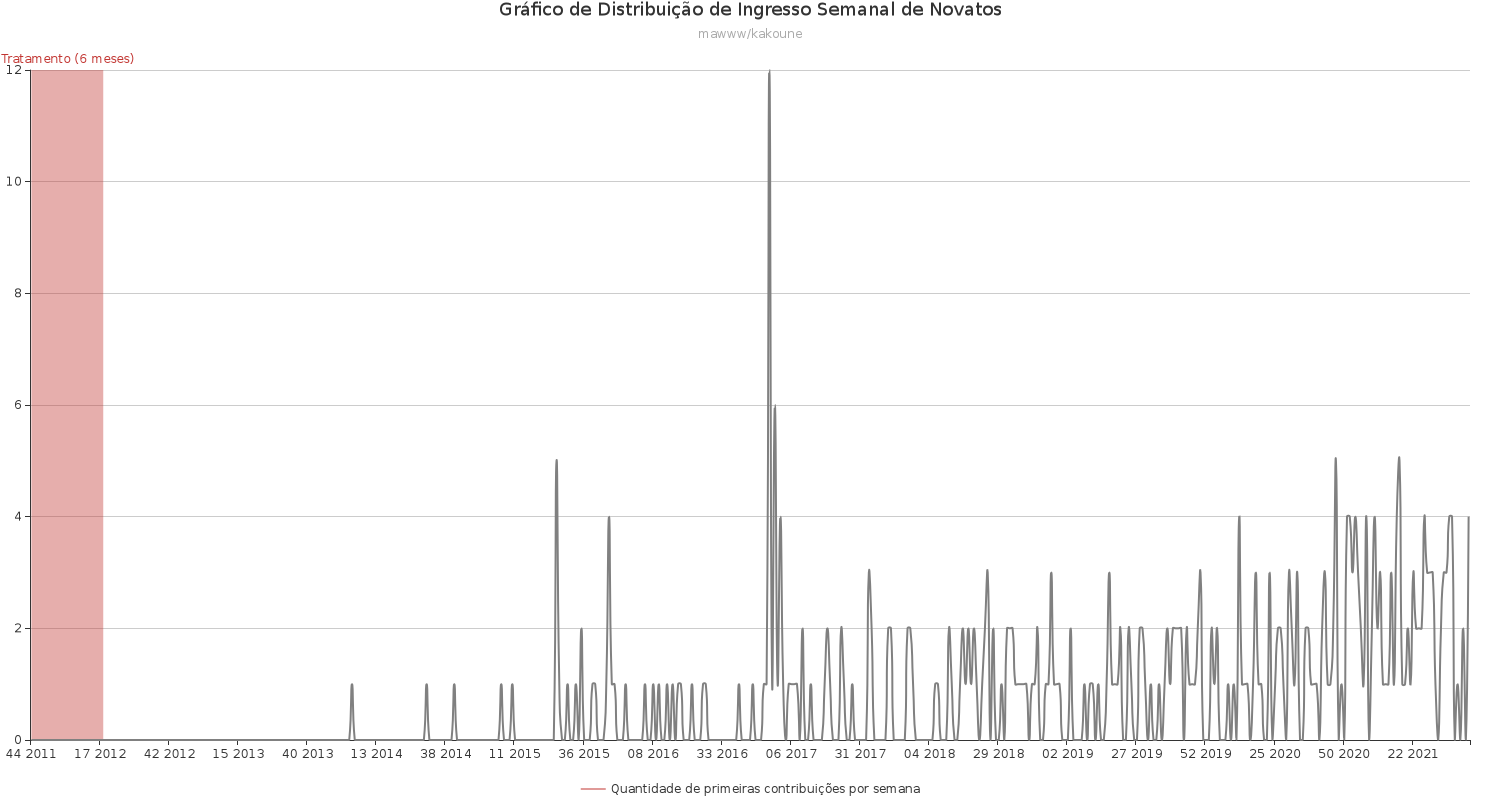 Gráfico de Distribuição de Ingresso Semanal de Novatos
mawww/kakoune
Tratamento (6 meses)
12
10
8
6
4
2
0
44 2011 17 2012 42 2012 15 2013 40 2013 13 2014 38 2014 11 2015 36 2015 08 2016 33 2016 06 2017 31 2017 04 2018 29 2018 02 2019 27 2019 52 2019 25 2020 50 2020 22 2021
Quantidade de primeiras contribuições por semana